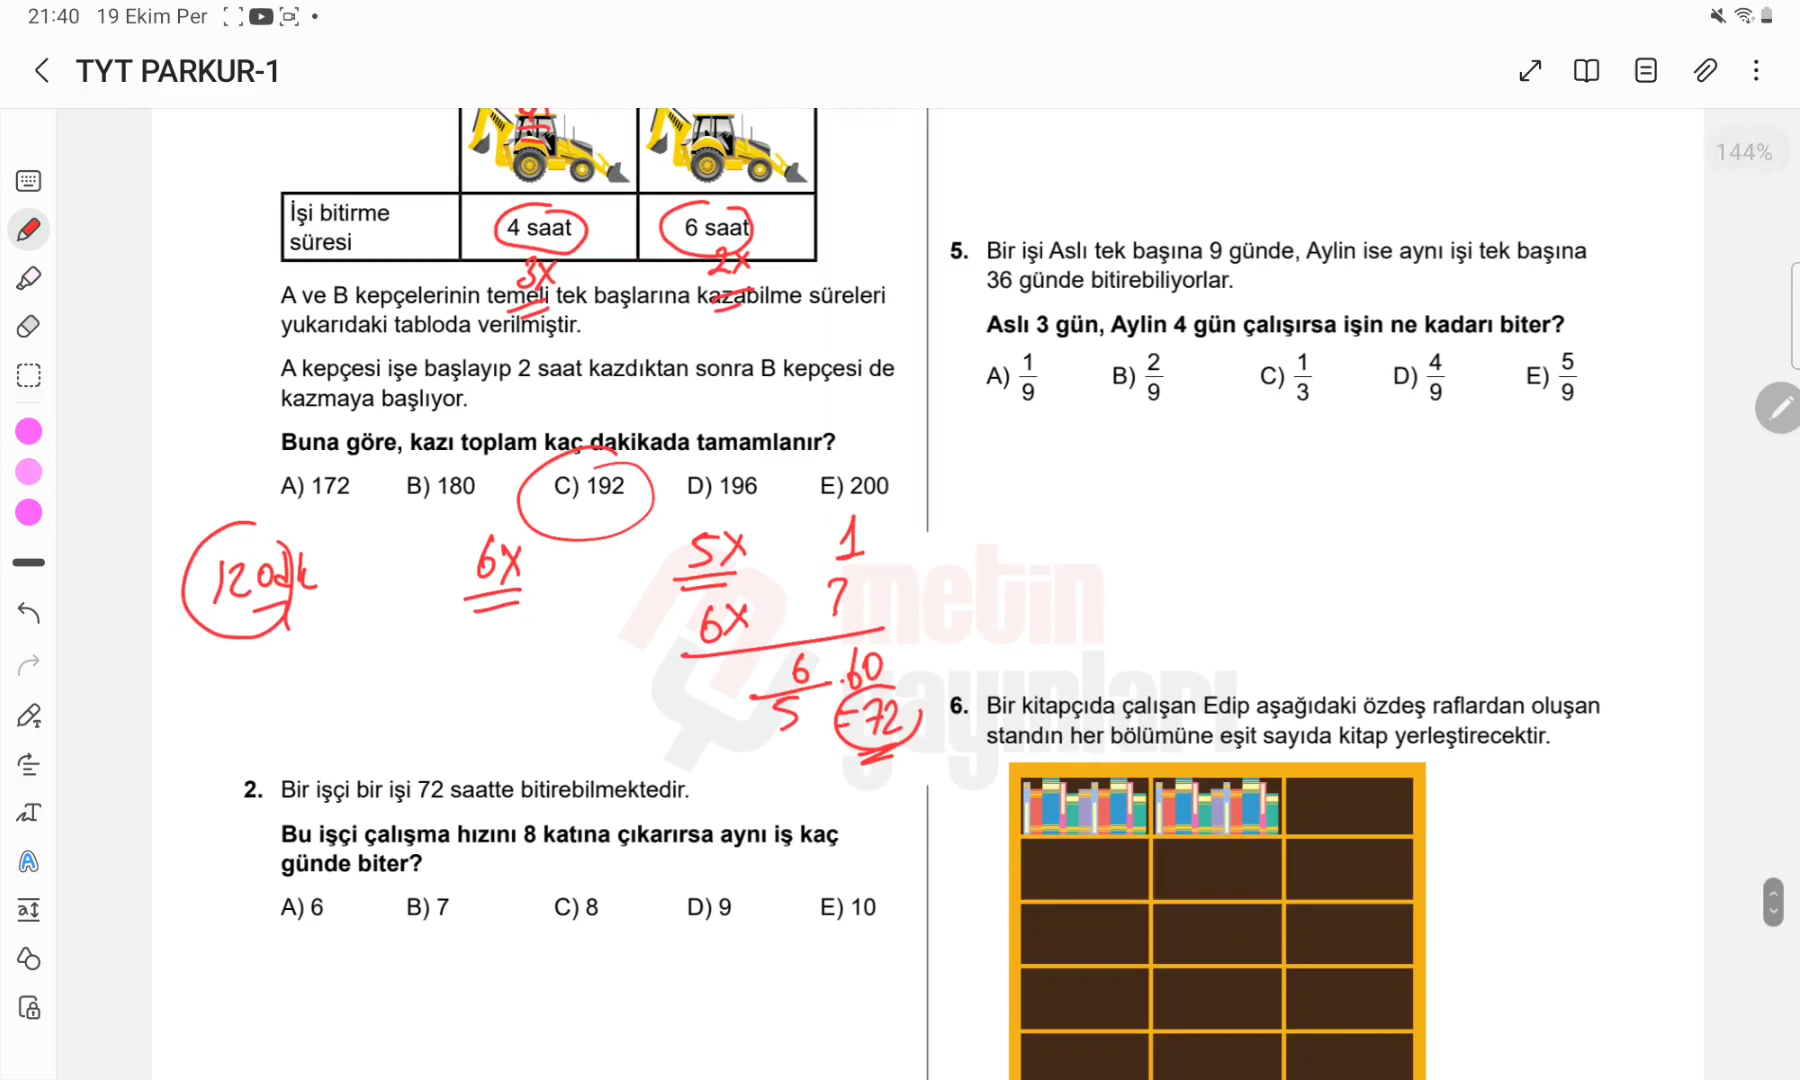 21:40 19 Ekim Per
TYT PARKUR-1
144%
İşi bitirme
süresi
4 saat
6 saat
3x
2x
A ve B kepçelerinin temeli tek başlarına kazabilme süreleri
yukarıdaki tabloda verilmiştir.
A kepçesi işe başlayıp 2 saat kazdıktan sonra B kepçesi de
kazmaya başlıyor.
Buna göre, kazı toplam kaç dakikada tamamlanır?
A) 172 B) 180 C) 192 D) 196 E) 200
120dk
6x
5x 1
6x ?
6/5 .60
=72
metin
yayınları
2. Bir işçi bir işi 72 saatte bitirebilmektedir.
Bu işçi çalışma hızını 8 katına çıkarırsa aynı iş kaç
günde biter?
A) 6 B) 7 C) 8 D) 9 E) 10
5. Bir işi Aslı tek başına 9 günde, Aylin ise aynı işi tek başına
36 günde bitirebiliyorlar.
Aslı 3 gün, Aylin 4 gün çalışırsa işin ne kadarı biter?
A) 1/9 B) 2/9 C) 1/3 D) 4/9 E) 5/9
6. Bir kitapçıda çalışan Edip aşağıdaki özdeş raflardan oluşan
standın her bölümüne eşit sayıda kitap yerleştirecektir.